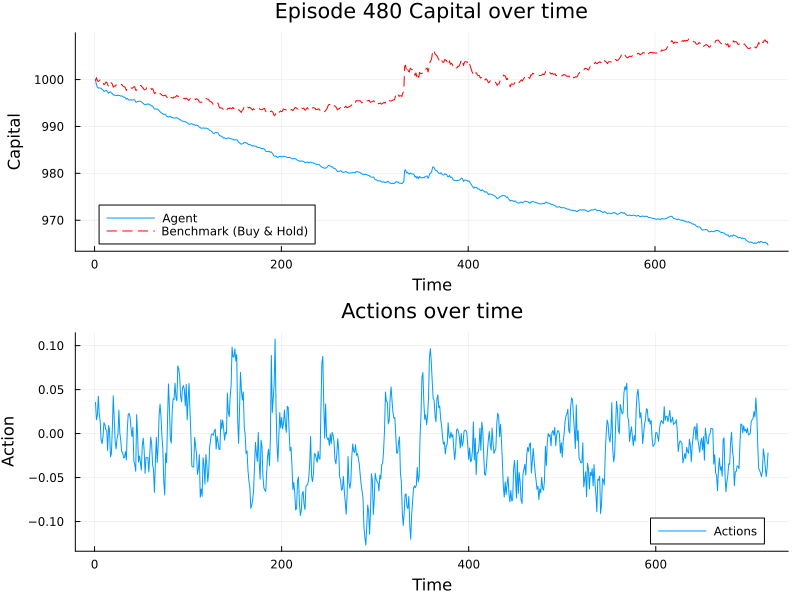 Episode 480 Capital over time
1000
990
980
970
Capital
Agent
Benchmark (Buy & Hold)
0
200
400
600
Time
Actions over time
0.10
0.05
0.00
−0.05
−0.10
Action
Actions
0
200
400
600
Time